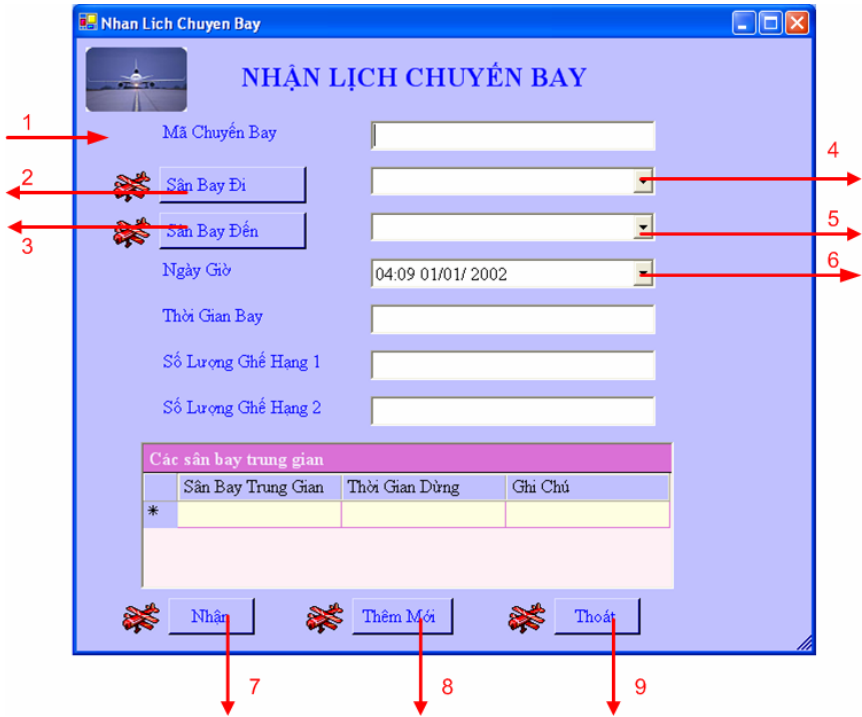 Nhan Lich Chuyen Bay
NHẬN LỊCH CHUYẾN BAY
1
Mã Chuyến Bay
4
2
Sân Bay Đi
5
3
Sân Bay Đến
6
Ngày Giờ
04:09 01/01/ 2002
Thời Gian Bay
Số Lượng Ghế Hạng 1
Số Lượng Ghế Hạng 2
Các sân bay trung gian
Sân Bay Trung Gian Thời Gian Dừng Ghi Chú
*
Nhận Thêm Mới Thoát
7 8 9